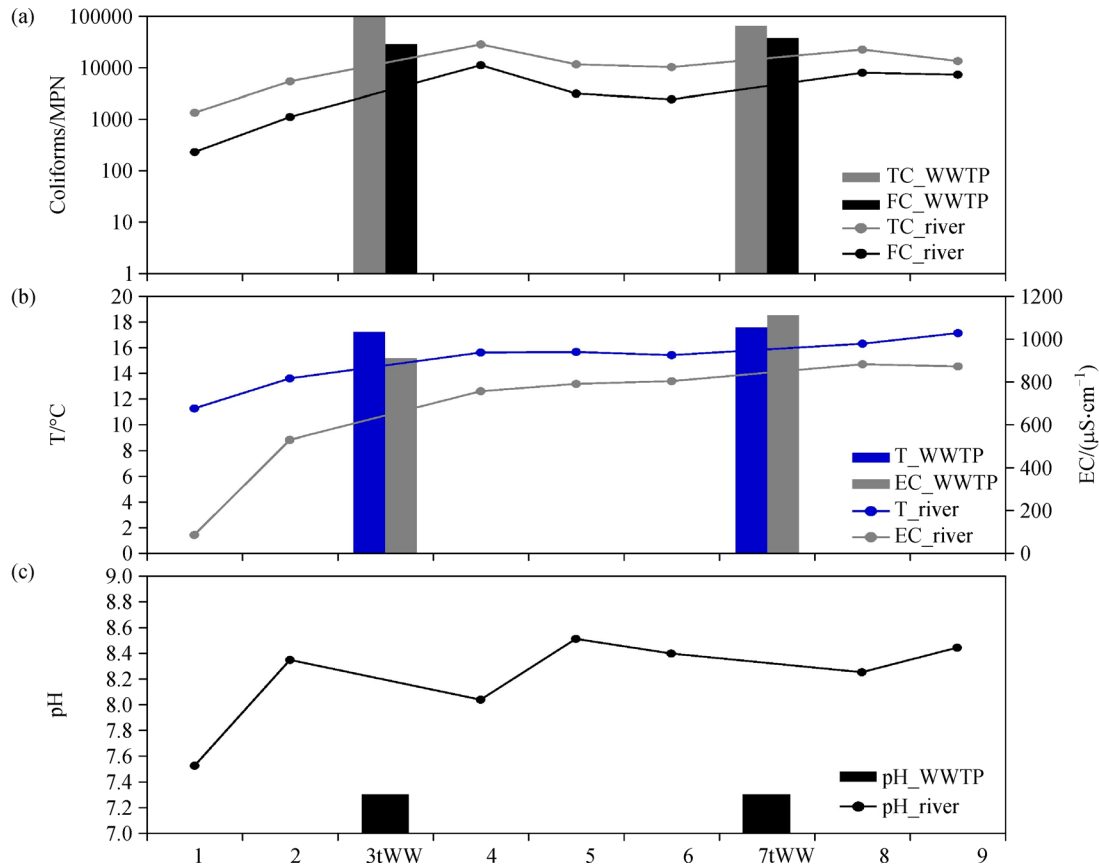 (a)
100000
10000
1000
100
10
1
Coliforms/MPN
TC_WWTP
FC_WWTP
TC_river
FC_river
(b)
20
18
16
14
12
10
8
6
4
2
0
T/°C
1200
1000
800
600
400
200
0
EC/(μS·cm⁻¹)
T_WWTP
EC_WWTP
T_river
EC_river
(c)
9.0
8.8
8.6
8.4
8.2
8.0
7.8
7.6
7.4
7.2
7.0
pH
pH_WWTP
pH_river
1 2 3tWW 4 5 6 7tWW 8 9